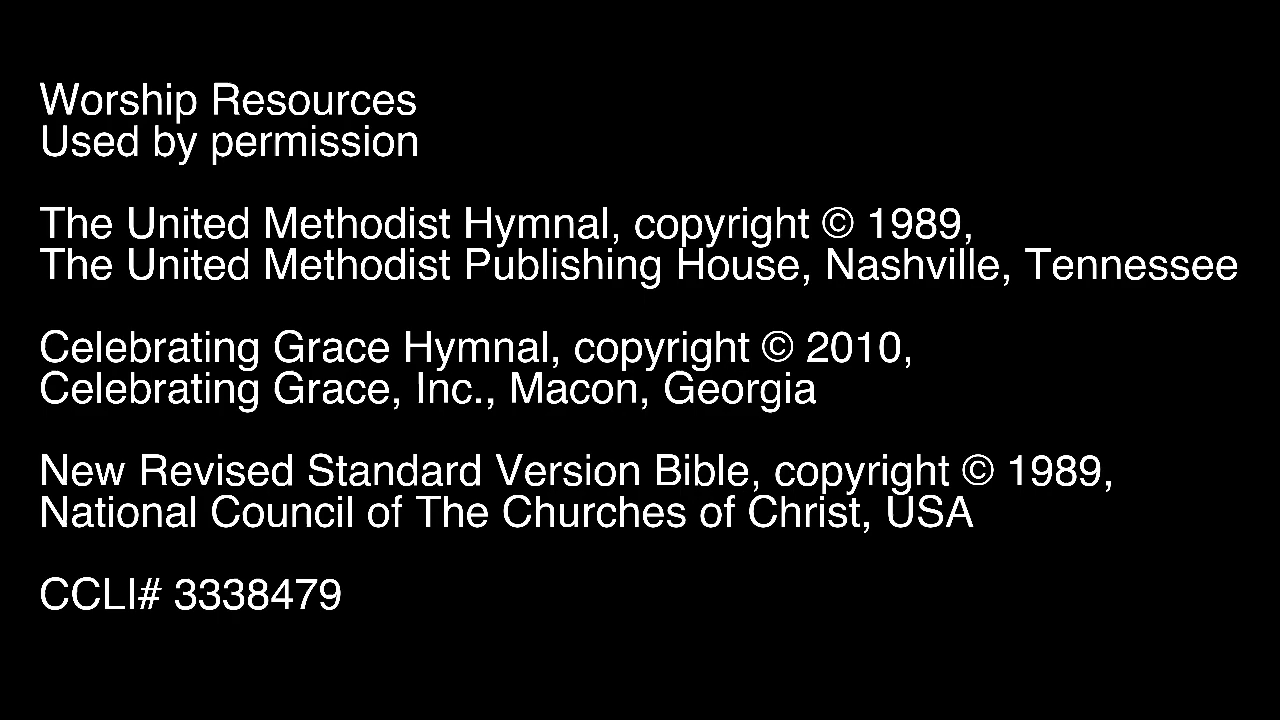 Worship Resources
Used by permission
The United Methodist Hymnal, copyright © 1989,
The United Methodist Publishing House, Nashville, Tennessee
Celebrating Grace Hymnal, copyright © 2010,
Celebrating Grace, Inc., Macon, Georgia
New Revised Standard Version Bible, copyright © 1989,
National Council of The Churches of Christ, USA
CCLI# 3338479